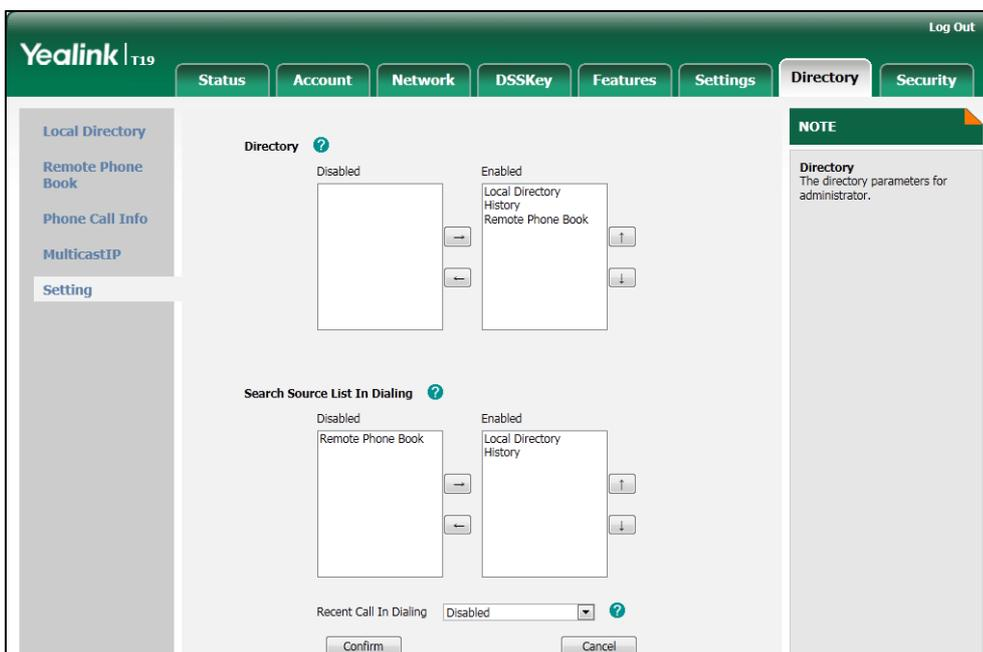 Log Out
Yealink T19
Status Account Network DSSKey Features Settings Directory Security
Local Directory
Remote Phone
Book
Phone Call Info
MulticastIP
Setting
Directory ?
Disabled Enabled
Local Directory
History
Remote Phone Book
→ ↑
← ↓
Search Source List In Dialing ?
Disabled Enabled
Remote Phone Book Local Directory
History
→ ↑
← ↓
Recent Call In Dialing Disabled ?
Confirm Cancel
NOTE
Directory
The directory parameters for
administrator.